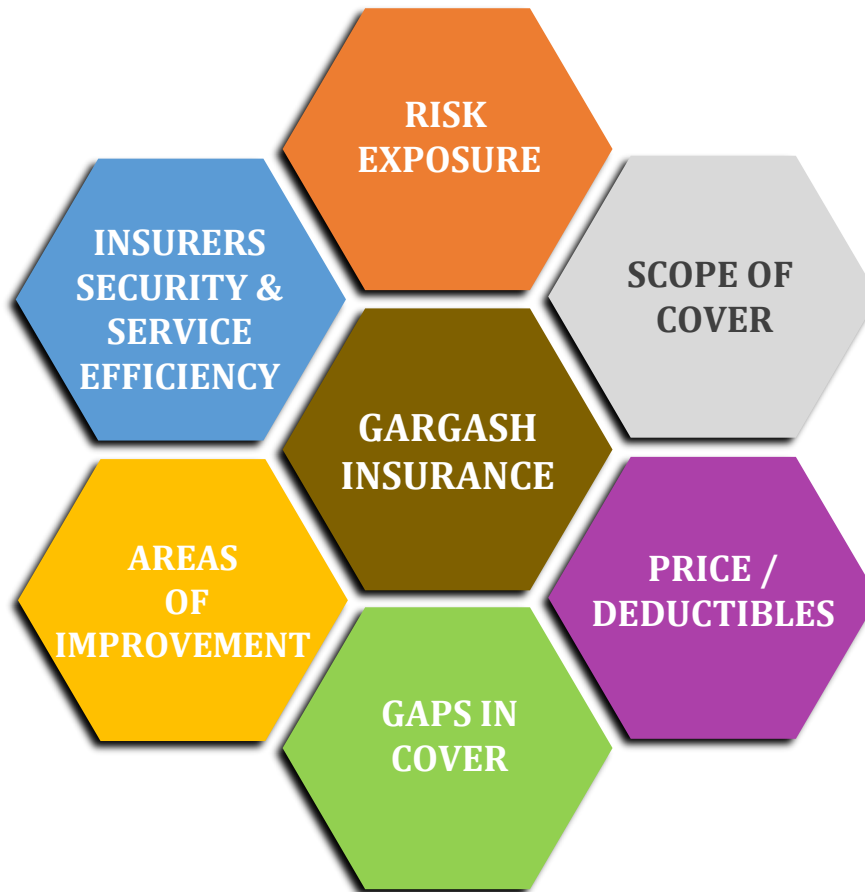 RISK
EXPOSURE
INSURERS
SECURITY &
SERVICE
EFFICIENCY
SCOPE OF
COVER
GARGASH
INSURANCE
AREAS
OF
IMPROVEMENT
PRICE /
DEDUCTIBLES
GAPS IN
COVER